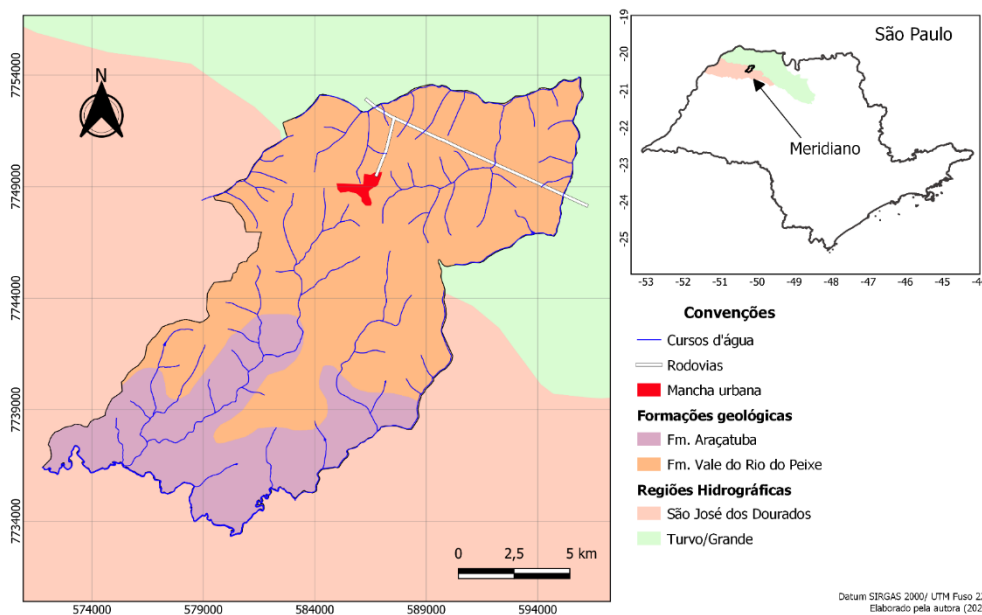 N
7754000
7749000
7744000
7739000
7734000
574000
579000
584000
589000
594000
0
2,5
5 km
São Paulo
Meridiano
-19
-20
-21
-22
-23
-24
-25
-53
-52
-51
-50
-49
-48
-47
-46
-45
Convenções
Cursos d'água
Rodovias
Mancha urbana
Formações geológicas
Fm. Araçatuba
Fm. Vale do Rio do Peixe
Regiões Hidrográficas
São José dos Dourados
Turvo/Grande
Datum SIRGAS 2000/ UTM Fuso
Elaborado pela autora